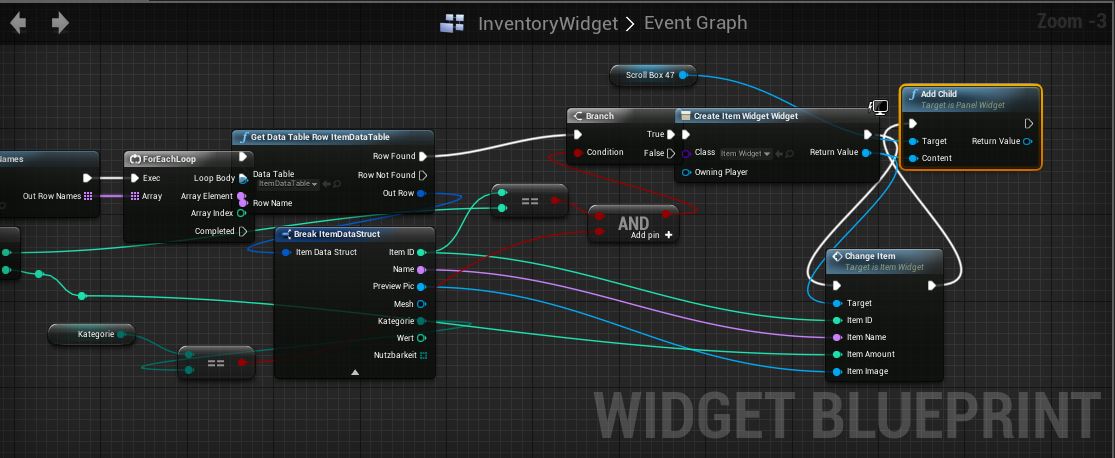 InventoryWidget > Event Graph
Zoom -3
Scroll Box 47
Add Child
Target is Panel Widget
Target
Return Value
Content
Branch
True
Condition
False
Create Item Widget Widget
Class
Item Widget
Return Value
Owning Player
Get Data Table Row ItemDataTable
Row Found
Data Table
ItemDataTable
Row Not Found
Out Row
Row Name
Names
Out Row Names
ForEachLoop
Exec
Loop Body
Array
Array Element
Array Index
Completed
==
AND
Add pin +
Break ItemDataStruct
Item Data Struct
Item ID
Name
Preview Pic
Mesh
Kategorie
Wert
Nutzbarkeit
Change Item
Target is Item Widget
Target
Item ID
Item Name
Item Amount
Item Image
Kategorie
==
WIDGET BLUEPRINT